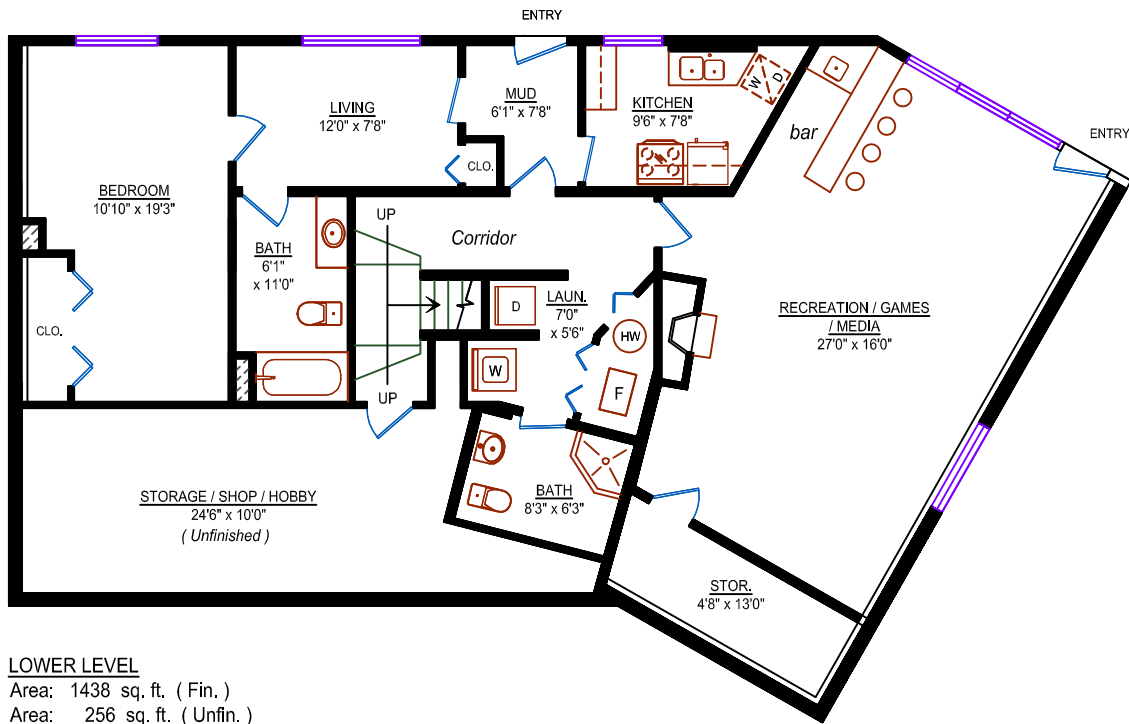 ENTRY
MUD
6'1" x 7'8"
LIVING
12'0" x 7'8"
KITCHEN
9'6" x 7'8"
W
D
bar
ENTRY
CLO.
BEDROOM
10'10" x 19'3"
UP
Corridor
BATH
6'1"
x 11'0"
CLO.
D
LAUN.
7'0"
x 5'6"
HW
W
F
UP
RECREATION / GAMES
/ MEDIA
27'0" x 16'0"
STORAGE / SHOP / HOBBY
24'6" x 10'0"
( Unfinished )
BATH
8'3" x 6'3"
STOR.
4'8" x 13'0"
LOWER LEVEL
Area: 1438 sq. ft. ( Fin. )
Area: 256 sq. ft. ( Unfin. )